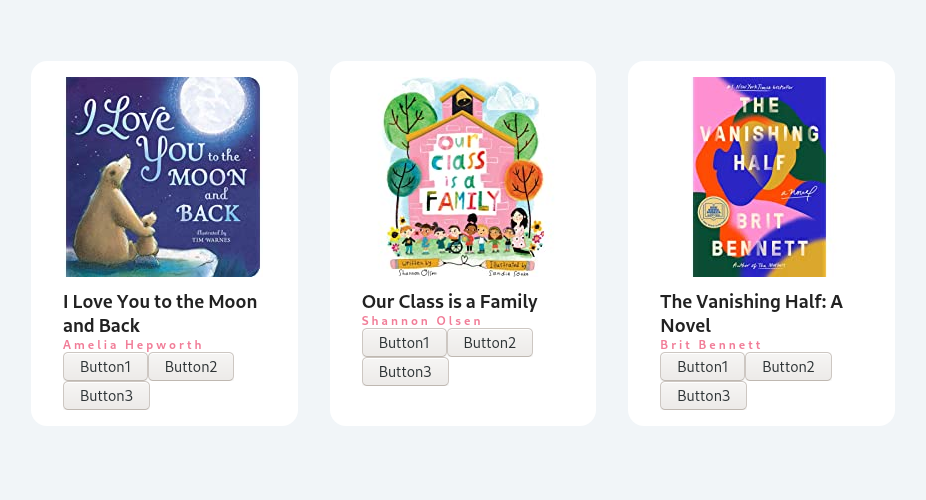 I Love
You to the
MOON
and
BACK
illustrated by
TIM WARNES
I Love You to the Moon
and Back
Amelia Hepworth
Button1 Button2
Button3
Our
class
is a
FAMILY
written by
Shannon Olsen
Illustrated by
Sandie Sonke
Our Class is a Family
Shannon Olsen
Button1 Button2
Button3
#1 New York Times bestseller
THE
VANISHING
HALF
a novel
BRIT
BENNETT
Author of The Mothers
The Vanishing Half: A
Novel
Brit Bennett
Button1 Button2
Button3